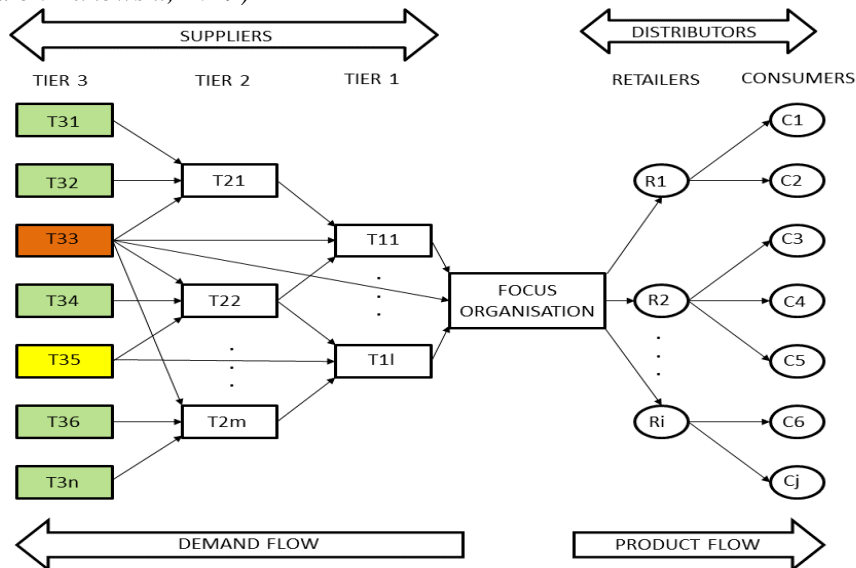 SUPPLIERS
DISTRIBUTORS
TIER 3 TIER 2 TIER 1 RETAILERS CONSUMERS
T31
T32
T33
T34
T35
T36
T3n
T21
T22
T2m
T11
T1l
FOCUS
ORGANISATION
R1
R2
Ri
C1
C2
C3
C4
C5
C6
Cj
DEMAND FLOW
PRODUCT FLOW